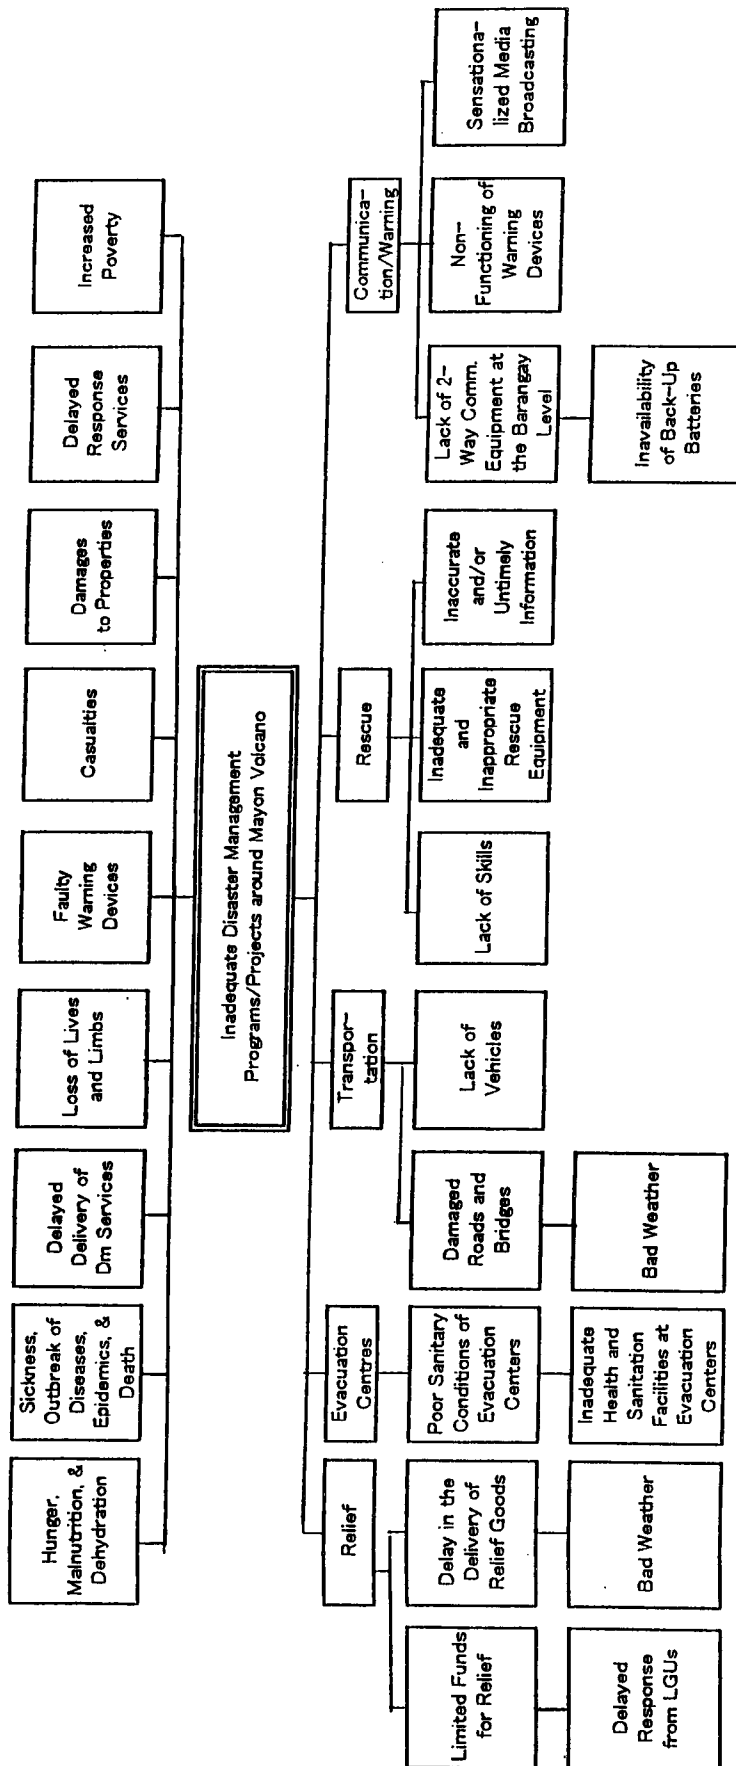 Hunger,
Malnutrition, &
Dehydration
Sickness,
Outbreak of
Diseases,
Epidemics, &
Death
Delayed
Delivery of
Dm Services
Loss of Lives
and Limbs
Faulty
Warning
Devices
Casualties
Damages
to Properties
Delayed
Response
Services
Increased
Poverty
Inadequate Disaster Management
Programs/Projects around Mayon Volcano
Relief
Evacuation
Centres
Transpor-
tation
Rescue
Communica-
tion/Warning
Limited Funds
for Relief
Delay in the
Delivery of
Relief Goods
Poor Sanitary
Conditions of
Evacuation
Centers
Damaged
Roads and
Bridges
Lack of
Vehicles
Lack of Skills
Inadequate
and
Inappropriate
Rescue
Equipment
Inaccurate
and/or
Untimely
Information
Lack of 2-
Way Comm.
Equipment at
the Barangay
Level
Non-
Functioning of
Warning
Devices
Sensationa-
lized Media
Broadcasting
Delayed
Response
from LGUs
Bad Weather
Inadequate
Health and
Sanitation
Facilities at
Evacuation
Centers
Bad Weather
Inavailability
of Back-Up
Batteries